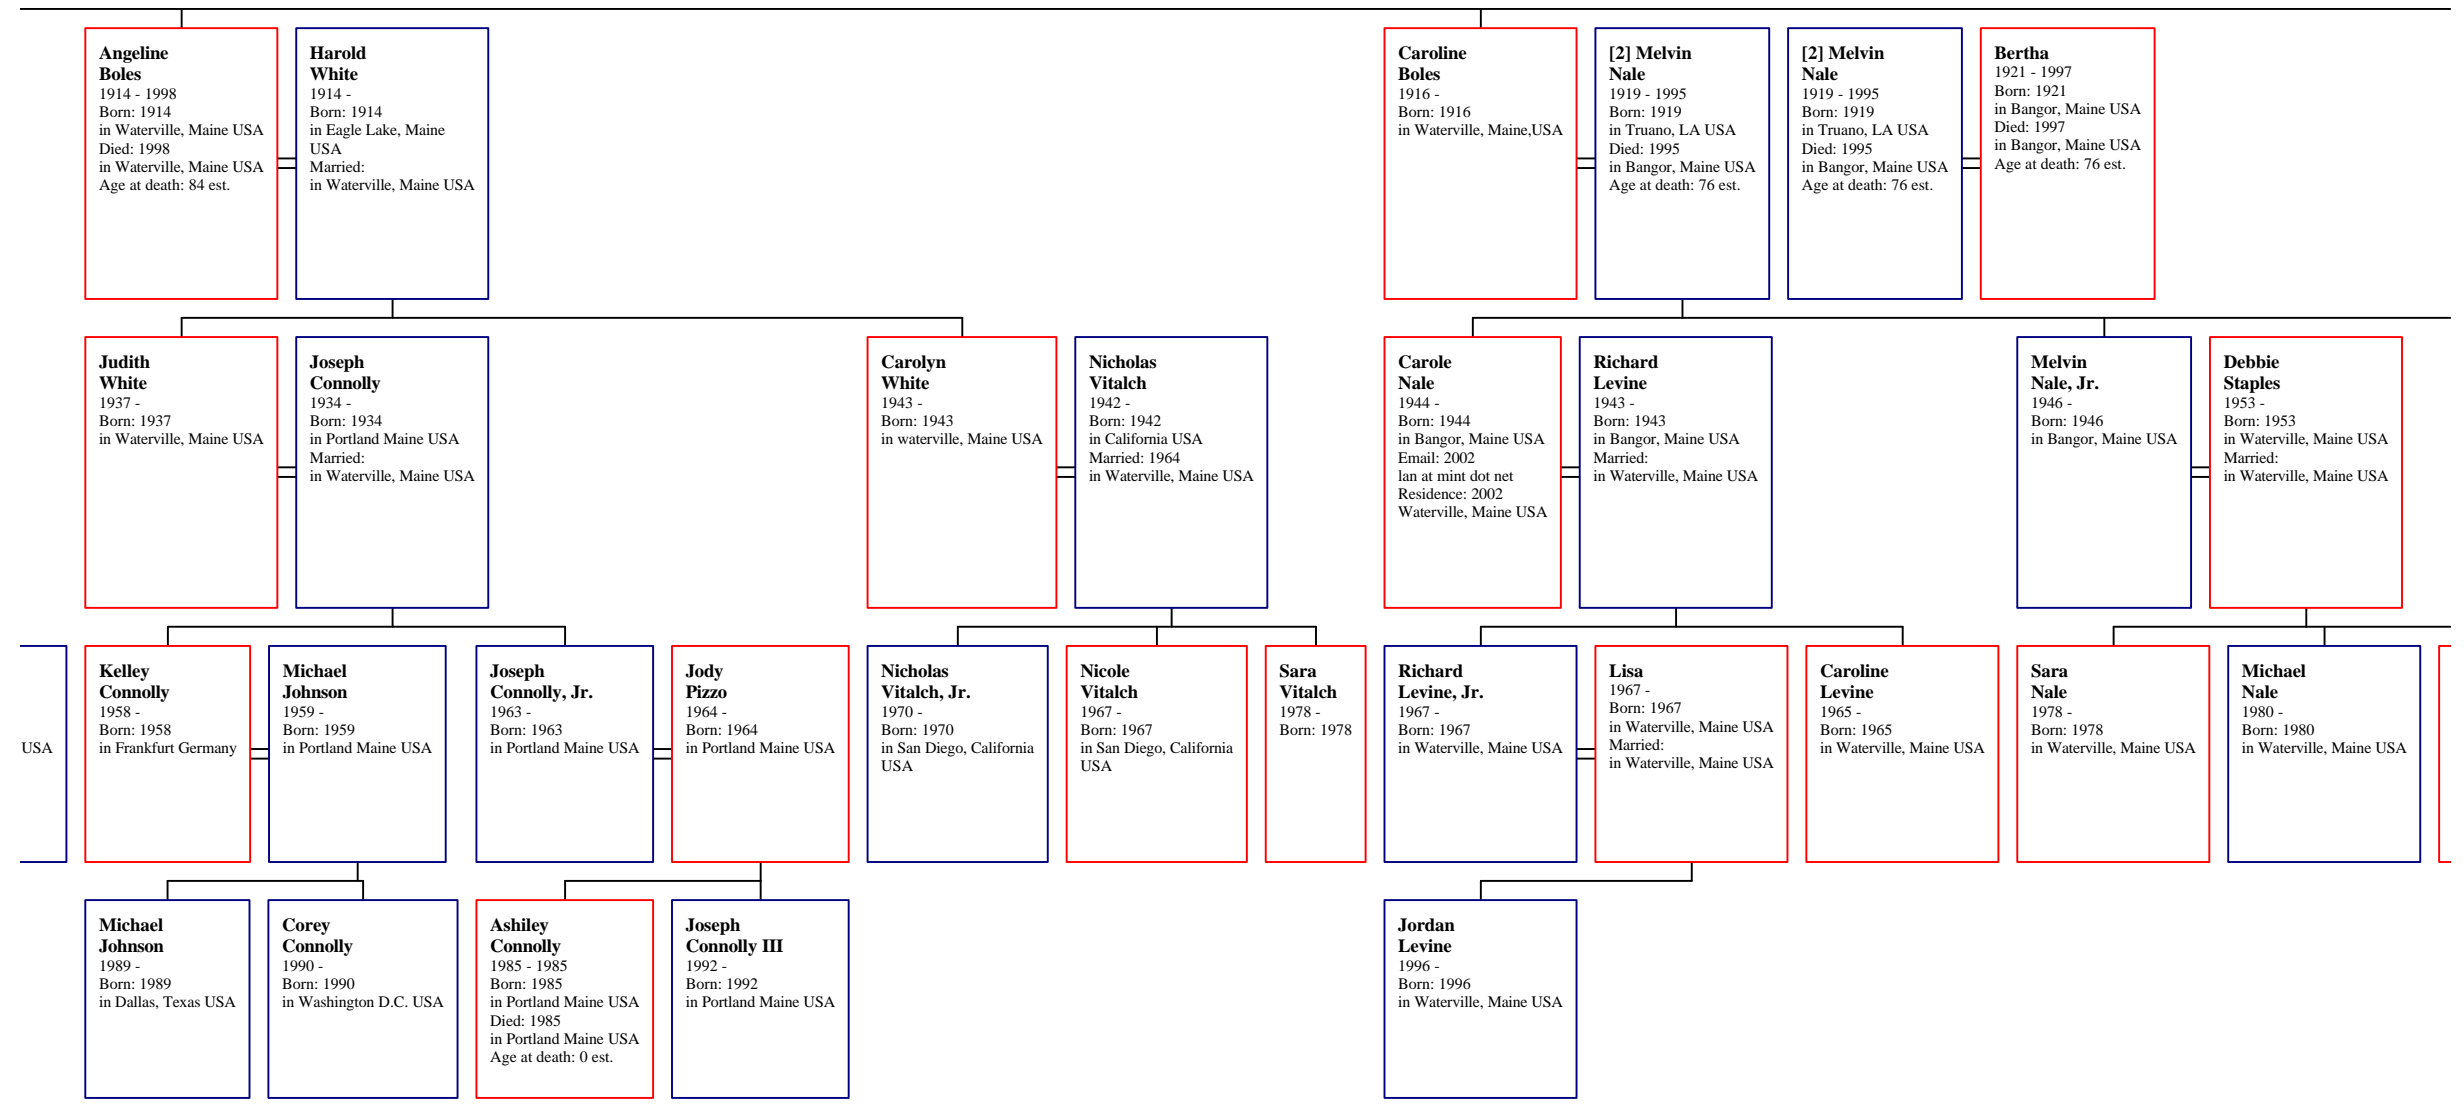 Angeline
Boles
1914 - 1998
Born: 1914
in Waterville, Maine USA
Died: 1998
in Waterville, Maine USA
Age at death: 84 est.
Harold
White
1914 -
Born: 1914
in Eagle Lake, Maine
USA
Married:
in Waterville, Maine USA
Caroline
Boles
1916 -
Born: 1916
in Waterville, Maine,USA
[2] Melvin
Nale
1919 - 1995
Born: 1919
in Truano, LA USA
Died: 1995
in Bangor, Maine USA
Age at death: 76 est.
[2] Melvin
Nale
1919 - 1995
Born: 1919
in Truano, LA USA
Died: 1995
in Bangor, Maine USA
Age at death: 76 est.
Bertha
1921 - 1997
Born: 1921
in Bangor, Maine USA
Died: 1997
in Bangor, Maine USA
Age at death: 76 est.
Judith
White
1937 -
Born: 1937
in Waterville, Maine USA
Joseph
Connolly
1934 -
Born: 1934
in Portland Maine USA
Married:
in Waterville, Maine USA
Carolyn
White
1943 -
Born: 1943
in waterville, Maine USA
Nicholas
Vitalch
1942 -
Born: 1942
in California USA
Married: 1964
in Waterville, Maine USA
Carole
Nale
1944 -
Born: 1944
in Bangor, Maine USA
Email: 2002
lan at mint dot net
Residence: 2002
Waterville, Maine USA
Richard
Levine
1943 -
Born: 1943
in Bangor, Maine USA
Married:
in Waterville, Maine USA
Melvin
Nale, Jr.
1946 -
Born: 1946
in Bangor, Maine USA
Debbie
Staples
1953 -
Born: 1953
in Waterville, Maine USA
Married:
in Waterville, Maine USA
USA
Kelley
Connolly
1958 -
Born: 1958
in Frankfurt Germany
Michael
Johnson
1959 -
Born: 1959
in Portland Maine USA
Joseph
Connolly, Jr.
1963 -
Born: 1963
in Portland Maine USA
Jody
Pizzo
1964 -
Born: 1964
in Portland Maine USA
Nicholas
Vitalch, Jr.
1970 -
Born: 1970
in San Diego, California
USA
Nicole
Vitalch
1967 -
Born: 1967
in San Diego, California
USA
Sara
Vitalch
1978 -
Born: 1978
Richard
Levine, Jr.
1967 -
Born: 1967
in Waterville, Maine USA
Lisa
1967 -
Born: 1967
in Waterville, Maine USA
Married:
in Waterville, Maine USA
Caroline
Levine
1965 -
Born: 1965
in Waterville, Maine USA
Sara
Nale
1978 -
Born: 1978
in Waterville, Maine USA
Michael
Nale
1980 -
Born: 1980
in Waterville, Maine USA
Michael
Johnson
1989 -
Born: 1989
in Dallas, Texas USA
Corey
Connolly
1990 -
Born: 1990
in Washington D.C. USA
Ashiley
Connolly
1985 - 1985
Born: 1985
in Portland Maine USA
Died: 1985
in Portland Maine USA
Age at death: 0 est.
Joseph
Connolly III
1992 -
Born: 1992
in Portland Maine USA
Jordan
Levine
1996 -
Born: 1996
in Waterville, Maine USA